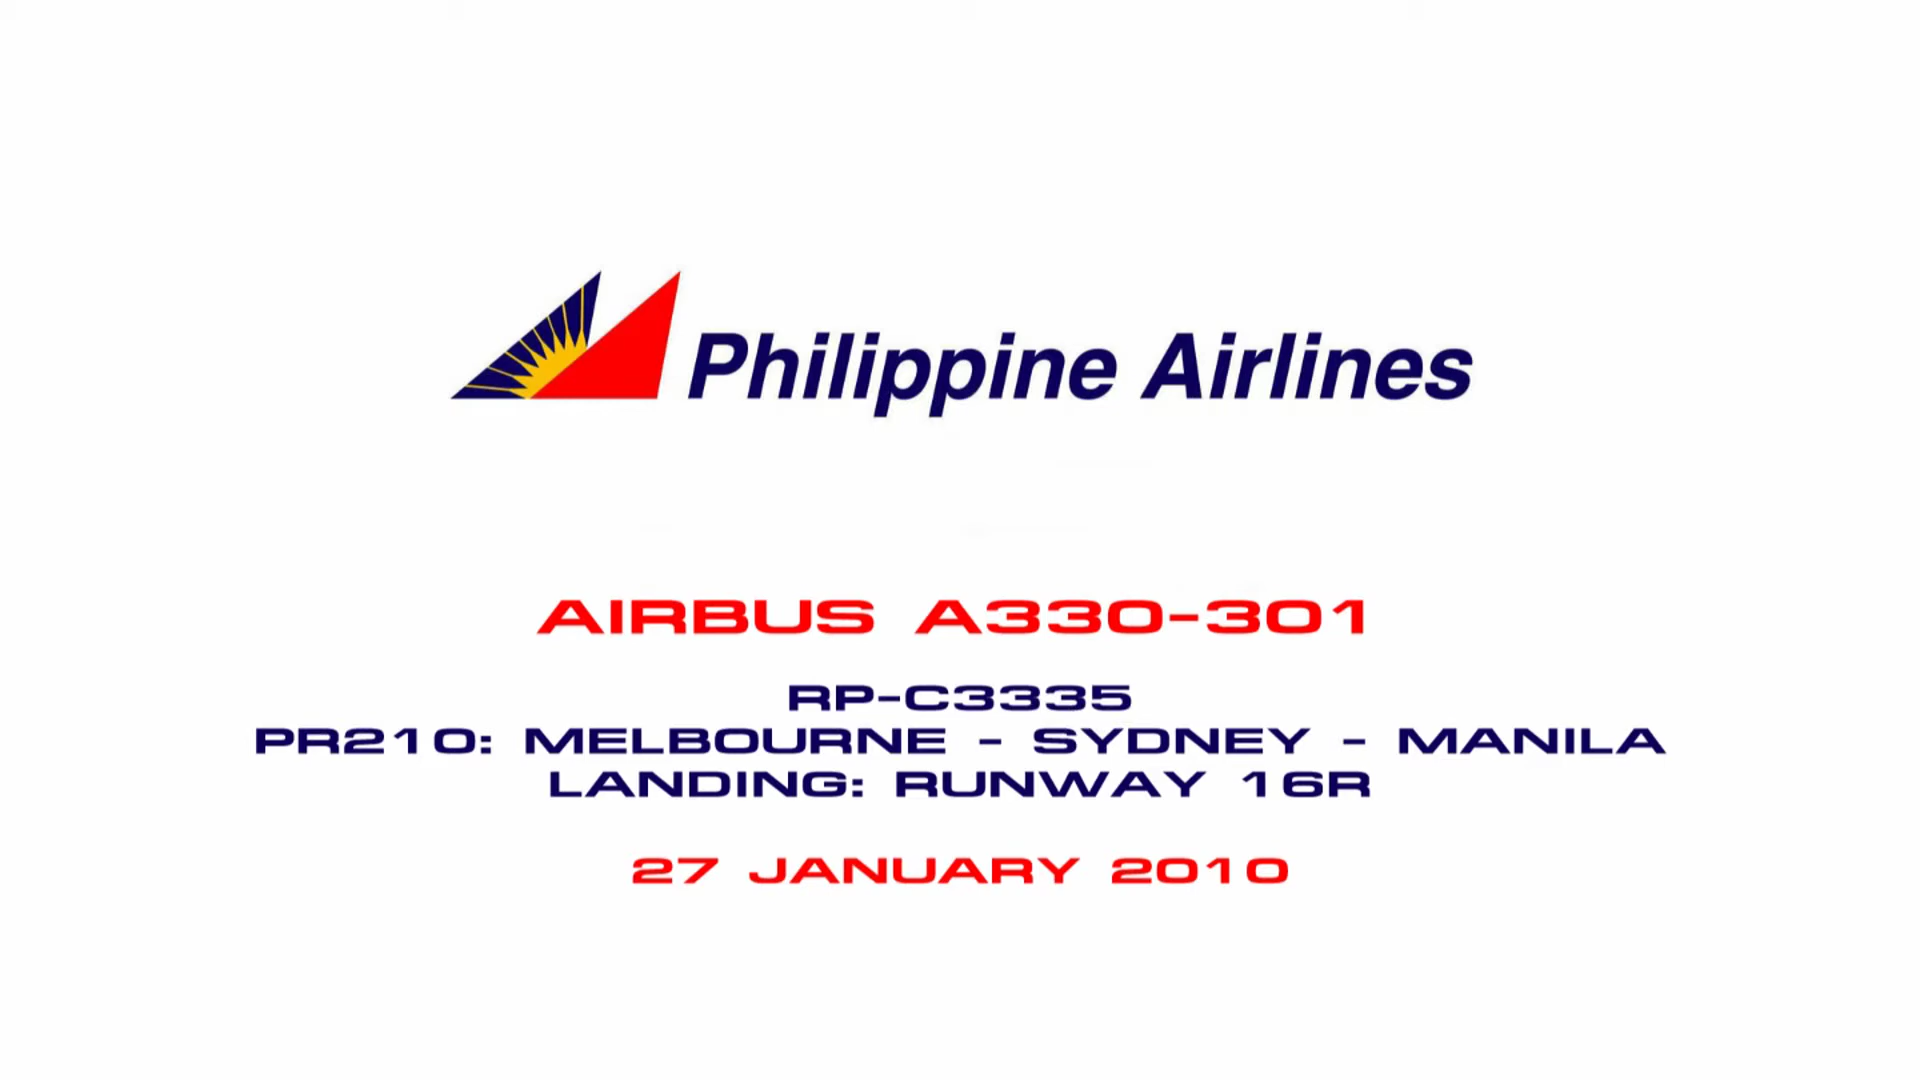 Philippine Airlines
AIRBUS A330-301
RP-C3335
PR210: MELBOURNE - SYDNEY - MANILA
LANDING: RUNWAY 16R
27 JANUARY 2010